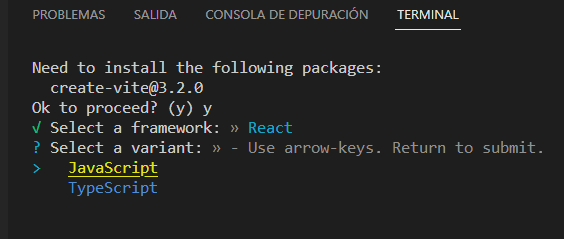 PROBLEMAS SALIDA CONSOLA DE DEPURACIÓN TERMINAL
Need to install the following packages:
create-vite@3.2.0
Ok to proceed? (y) y
√ Select a framework: » React
? Select a variant: » - Use arrow-keys. Return to submit.
> JavaScript
TypeScript